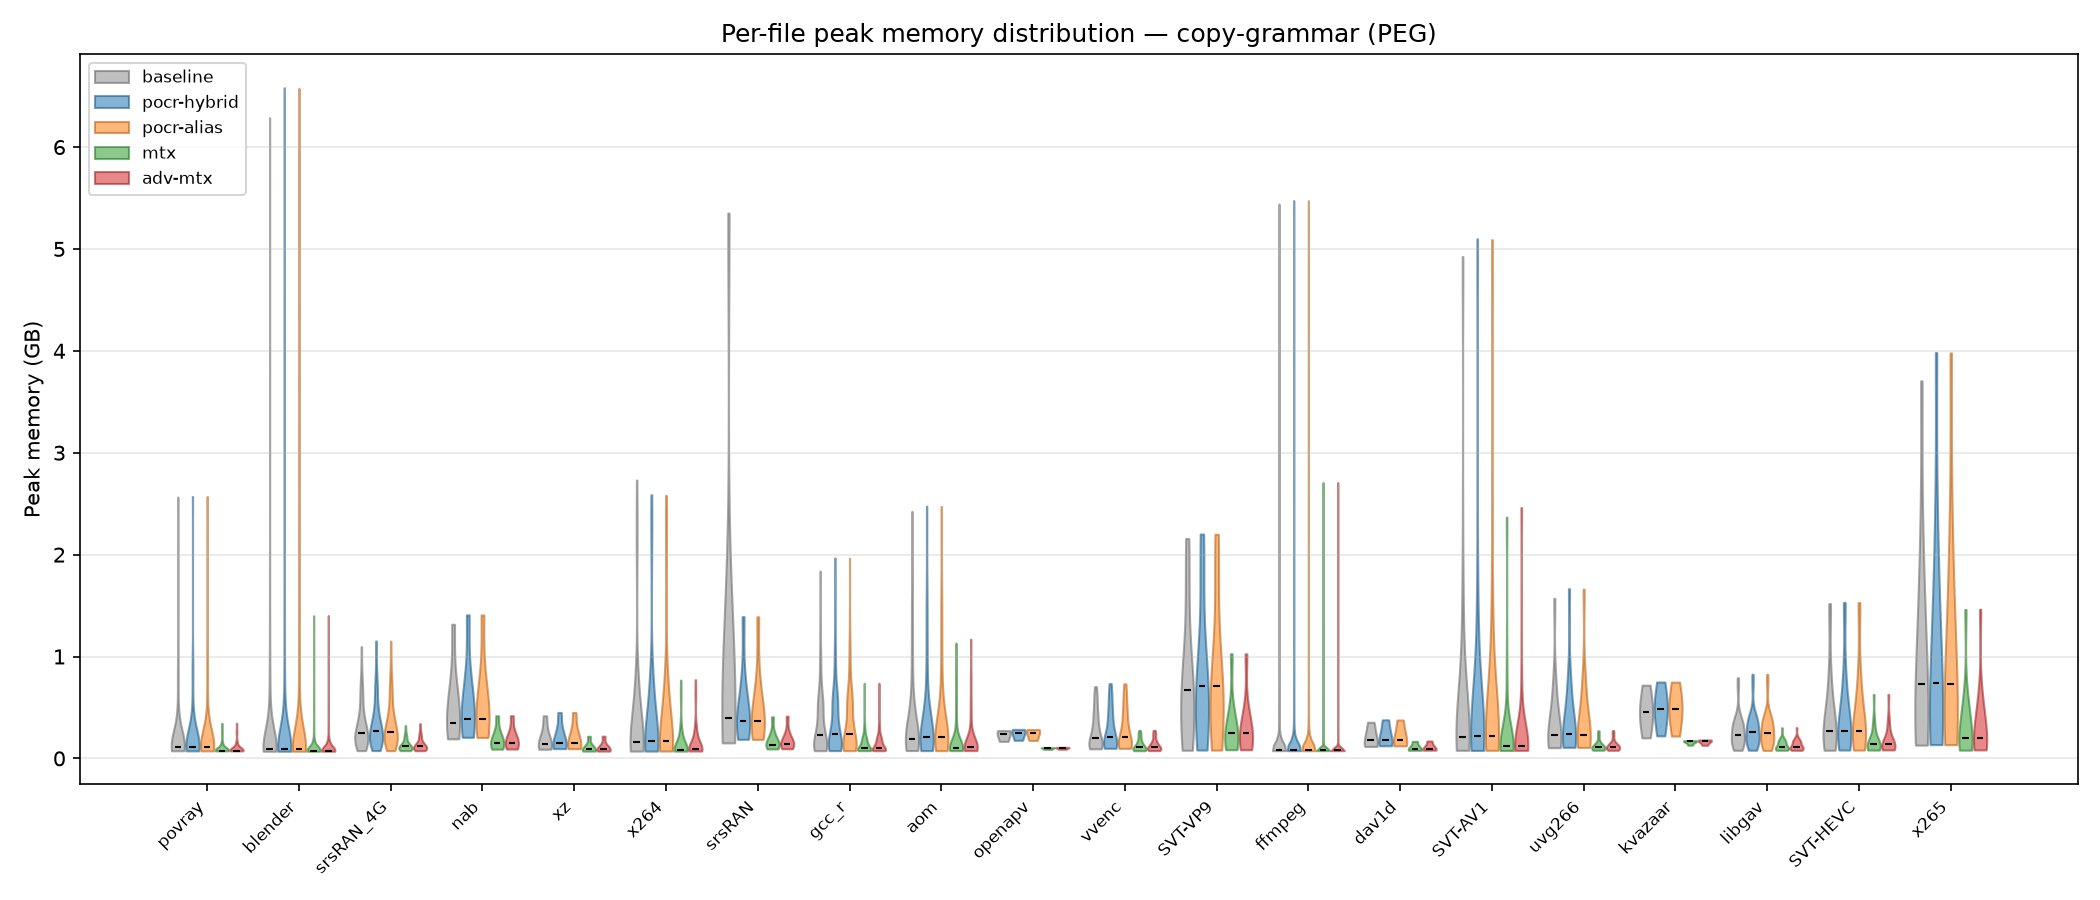 Per-file peak memory distribution — copy-grammar (PEG)
baseline
pocr-hybrid
pocr-alias
mtx
adv-mtx
Peak memory (GB)
6
5
4
3
2
1
0
povray
blender
srsRAN_4G
nab
xz
x264
srsRAN
gcc_r
aom
openapv
vvenc
SVT-VP9
ffmpeg
dav1d
SVT-AV1
uvg266
kvazaar
libgav
SVT-HEVC
x265